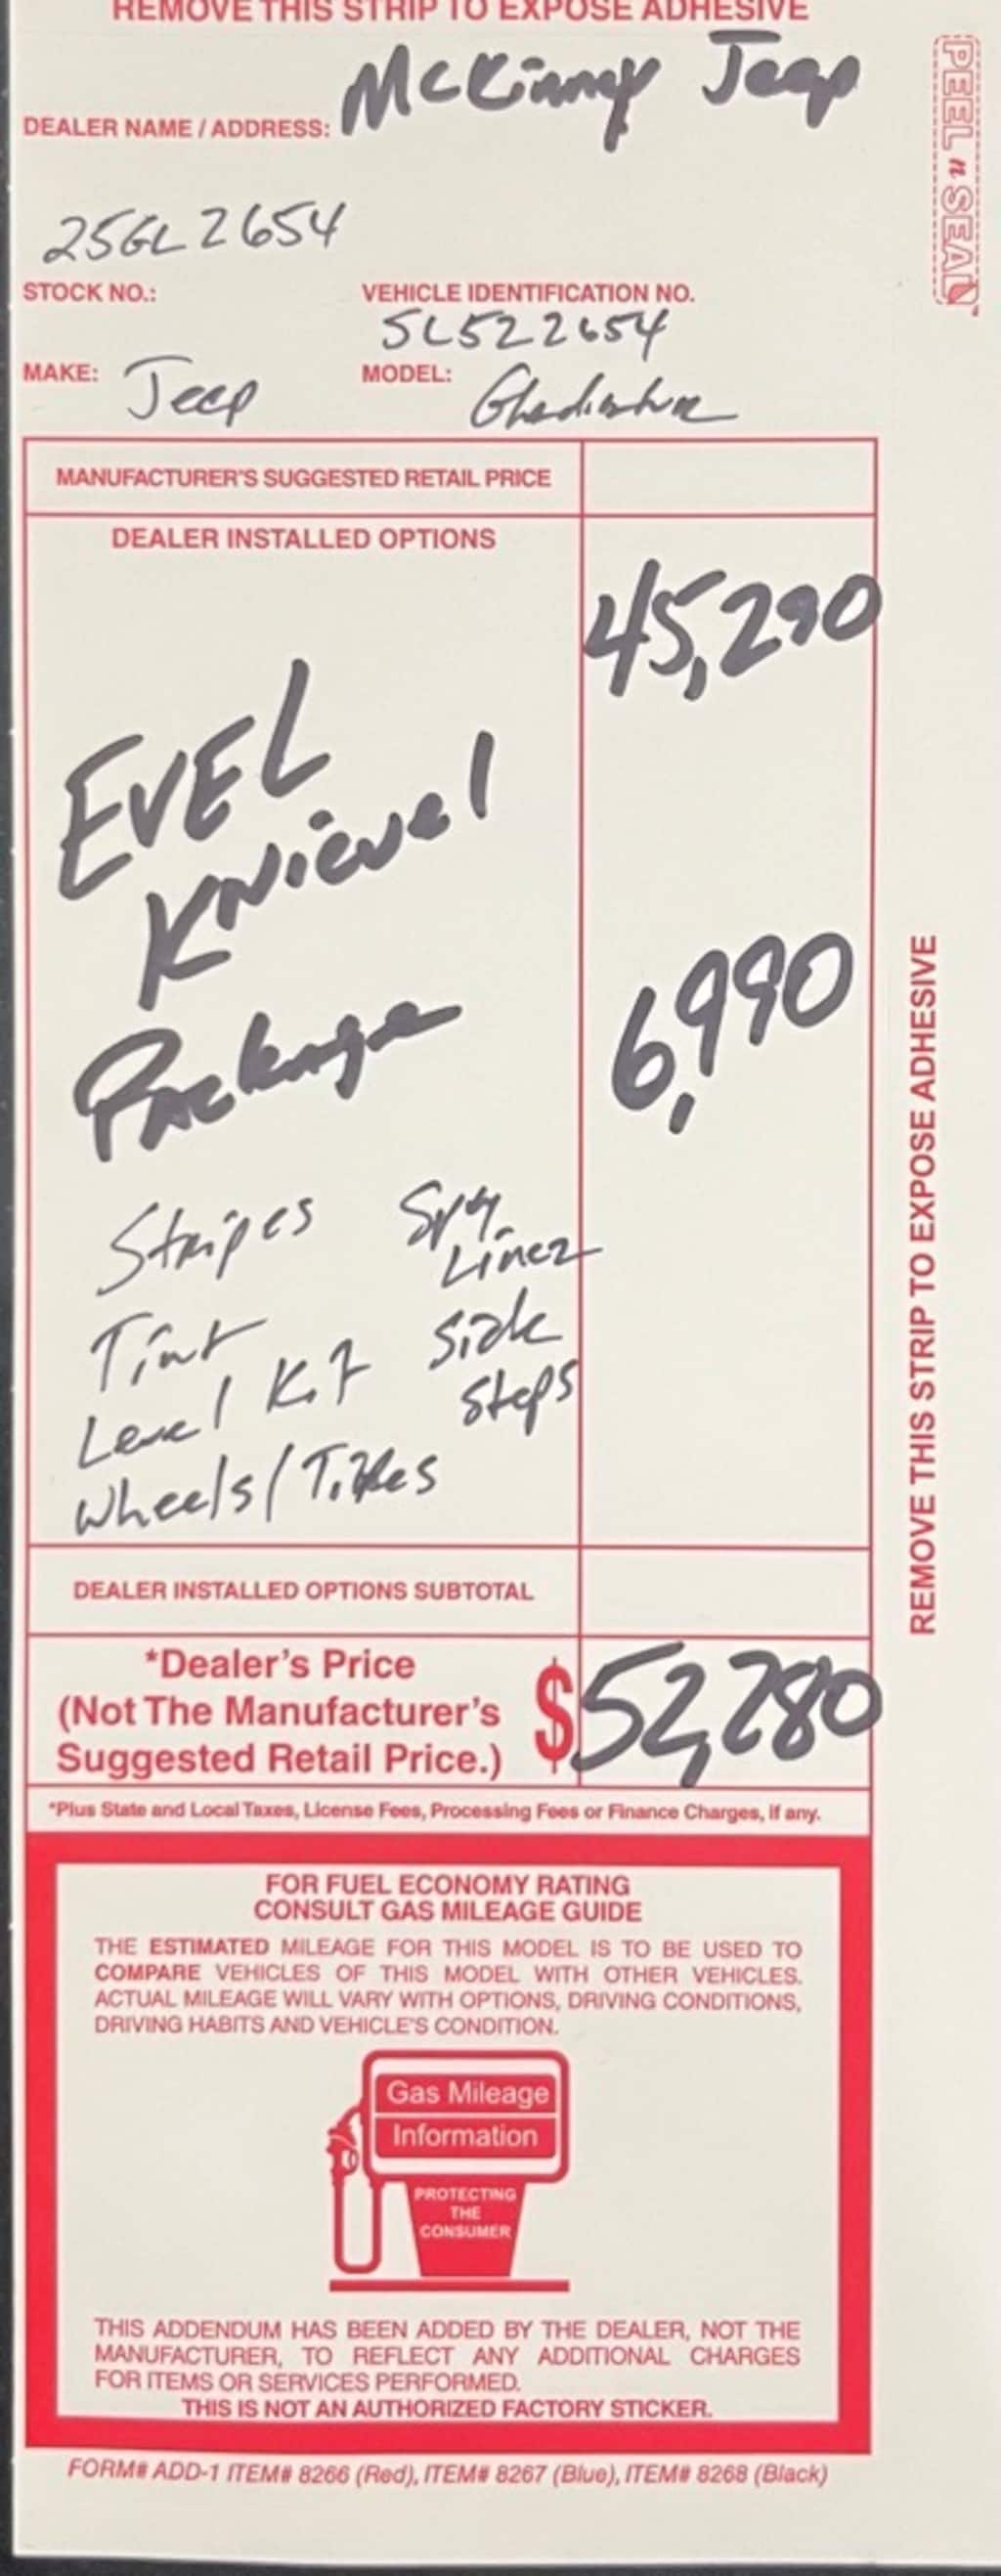 REMOVE THIS STRIP TO EXPOSE ADHESIVE
PEEL n SEAL™
DEALER NAME / ADDRESS: McKinney Jeep
25GL2654
STOCK NO.:
VEHICLE IDENTIFICATION NO.
SL522654
MAKE: Jeep
MODEL: Gladiator
MANUFACTURER'S SUGGESTED RETAIL PRICE
DEALER INSTALLED OPTIONS
45,290
EVEL
KNievel
Package
6,990
Stripes
Spray
Liner
Tint
Side
Steps
Level Kit
Wheels/Tires
REMOVE THIS STRIP TO EXPOSE ADHESIVE
DEALER INSTALLED OPTIONS SUBTOTAL
*Dealer's Price
(Not The Manufacturer's
Suggested Retail Price.)
$52,280
*Plus State and Local Taxes, License Fees, Processing Fees or Finance Charges, if any.
FOR FUEL ECONOMY RATING
CONSULT GAS MILEAGE GUIDE
THE ESTIMATED MILEAGE FOR THIS MODEL IS TO BE USED TO
COMPARE VEHICLES OF THIS MODEL WITH OTHER VEHICLES.
ACTUAL MILEAGE WILL VARY WITH OPTIONS, DRIVING CONDITIONS,
DRIVING HABITS AND VEHICLE'S CONDITION.
Gas Mileage
Information
PROTECTING
THE
CONSUMER
THIS ADDENDUM HAS BEEN ADDED BY THE DEALER, NOT THE
MANUFACTURER, TO REFLECT ANY ADDITIONAL CHARGES
FOR ITEMS OR SERVICES PERFORMED.
THIS IS NOT AN AUTHORIZED FACTORY STICKER.
FORM# ADD-1 ITEM# 8266 (Red), ITEM# 8267 (Blue), ITEM# 8268 (Black)